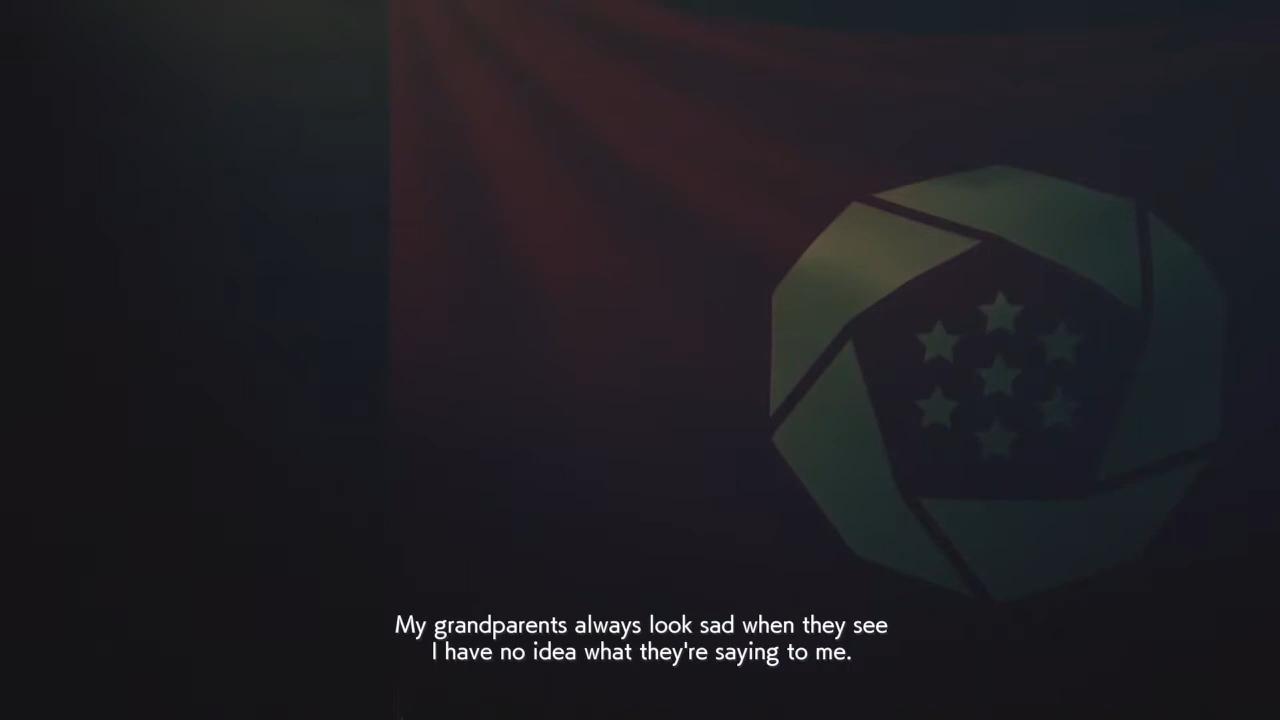 My grandparents always look sad when they see
I have no idea what they're saying to me.